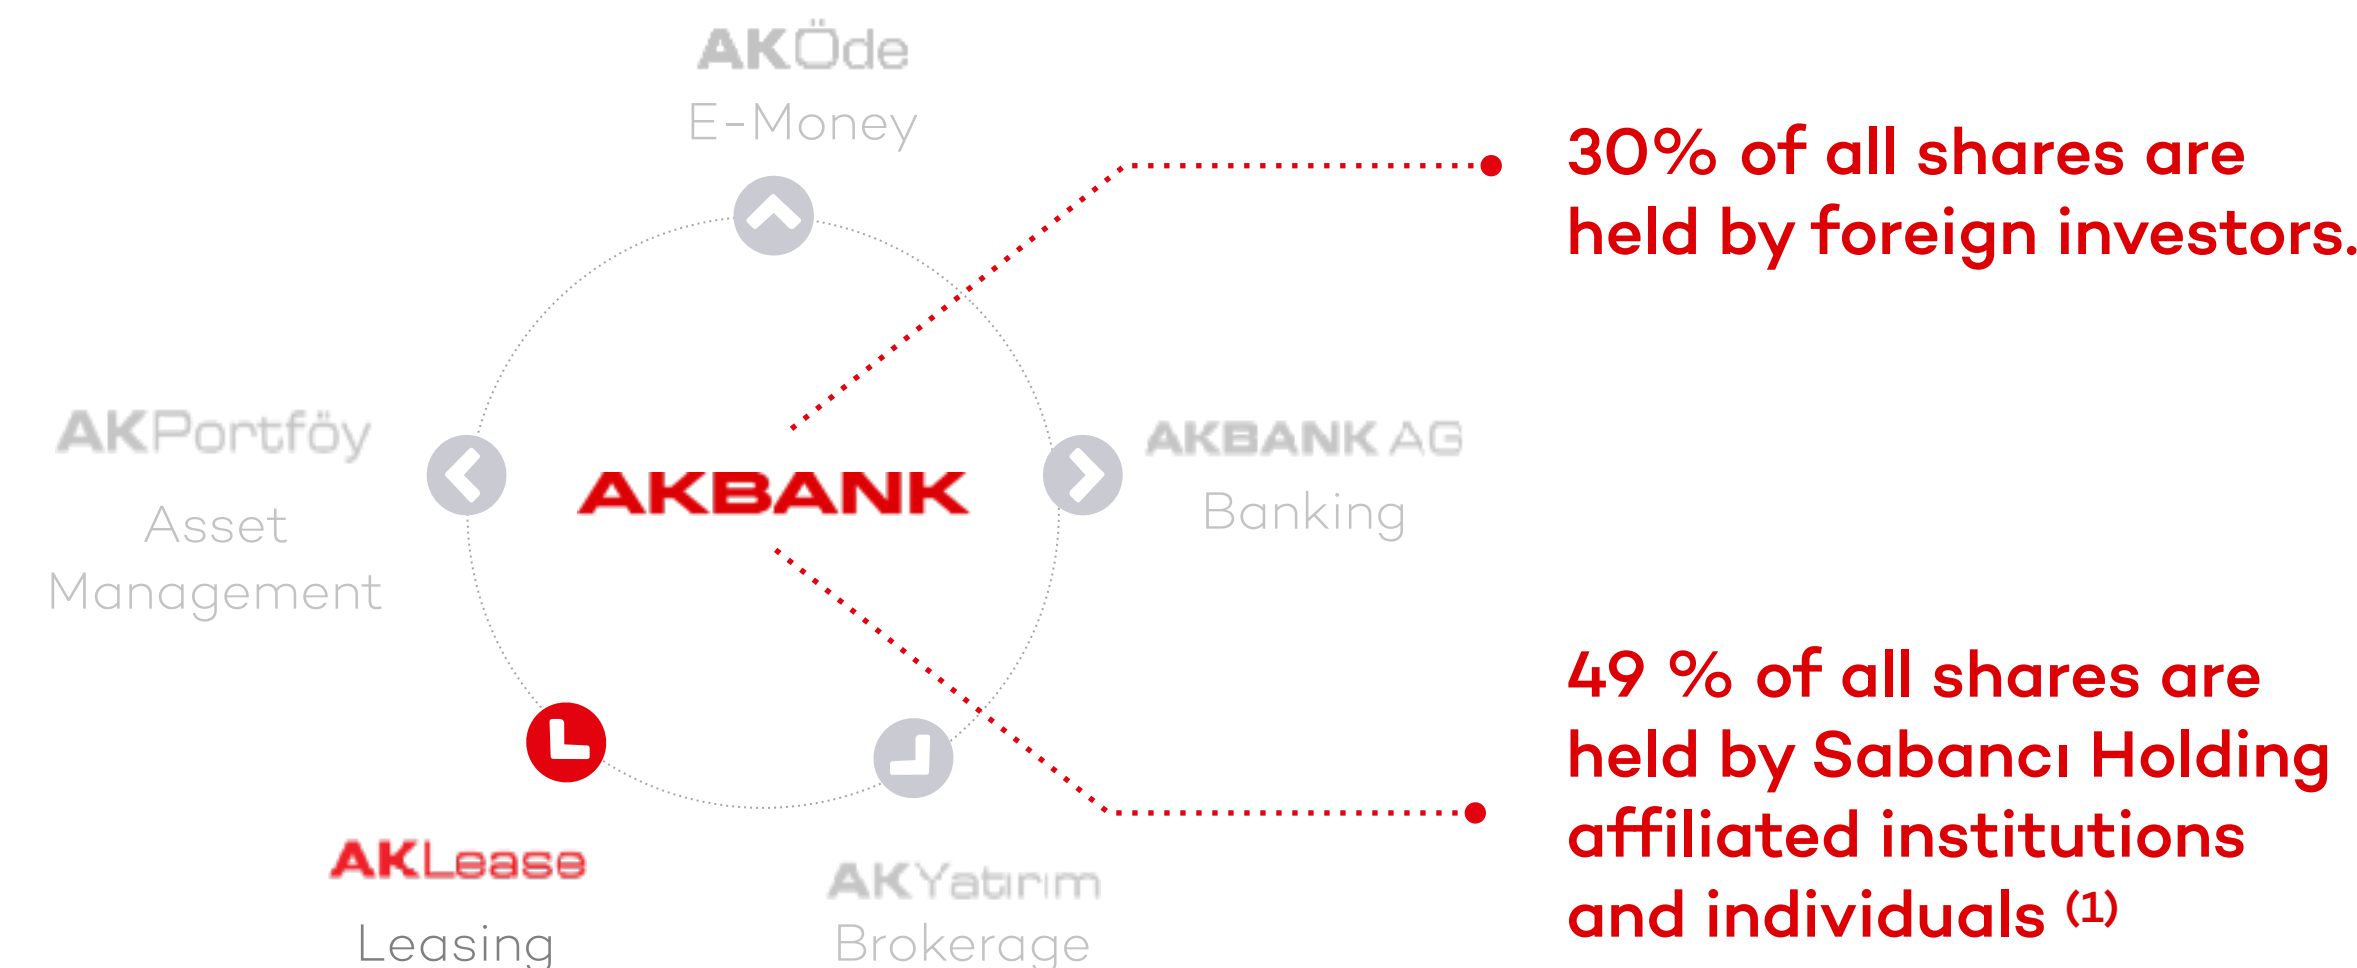 AKÖde
E-Money
30% of all shares are
held by foreign investors.
AKPortföy
Asset
Management
AKBANK
AKBANK AG
Banking
49 % of all shares are
held by Sabancı Holding
affiliated institutions
and individuals (1)
AKLease
Leasing
AKYatırım
Brokerage